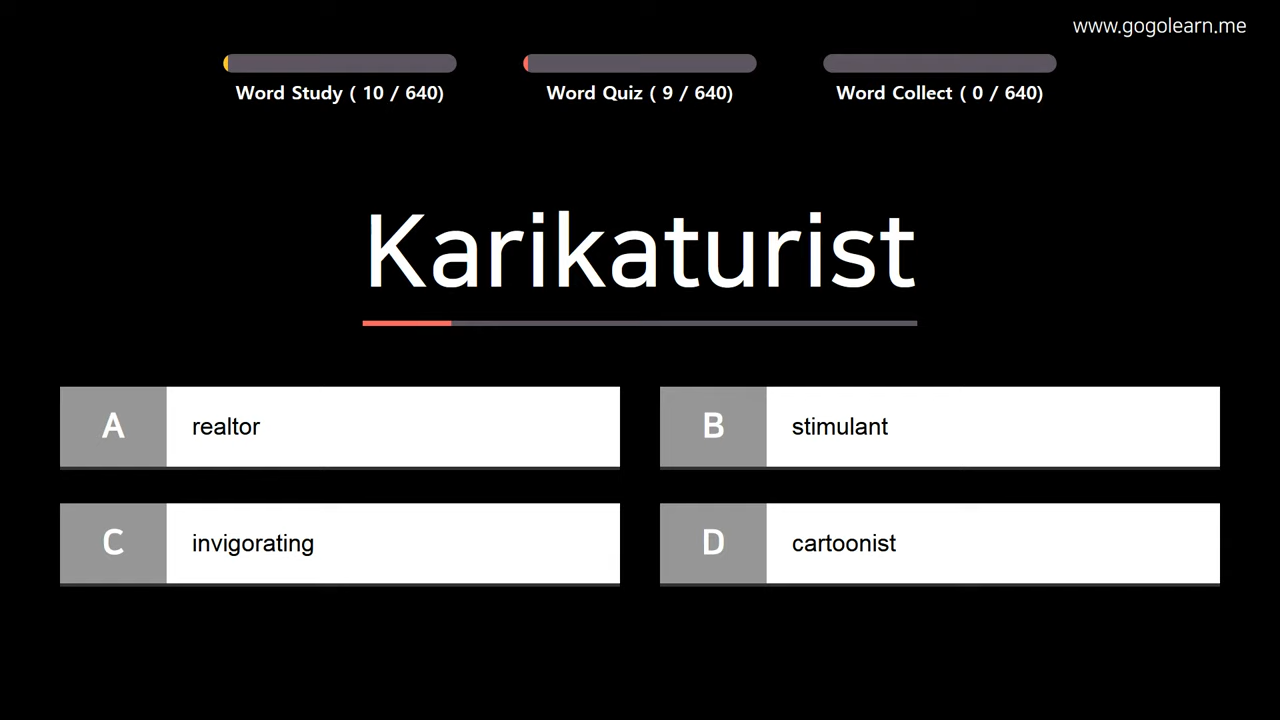 www.gogolearn.me
Word Study ( 10 / 640)
Word Quiz ( 9 / 640)
Word Collect ( 0 / 640)
Karikaturist
A realtor
B stimulant
C invigorating
D cartoonist